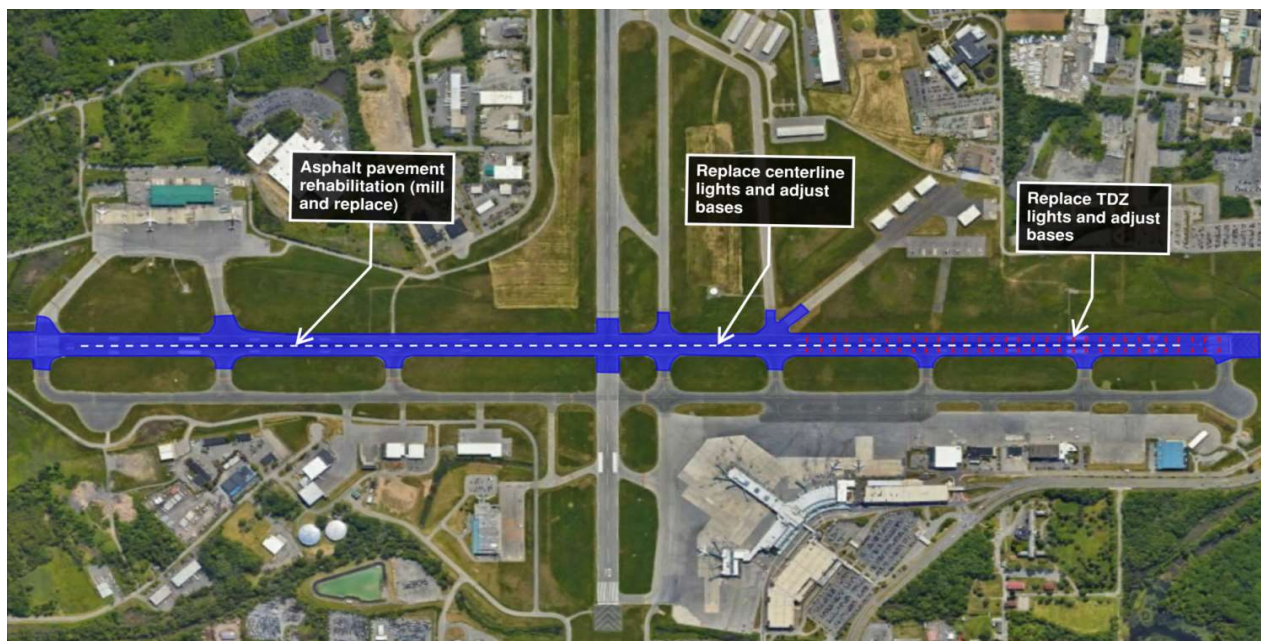 Asphalt pavement
rehabilitation (mill
and replace)
Replace centerline
lights and adjust
bases
Replace TDZ
lights and adjust
bases